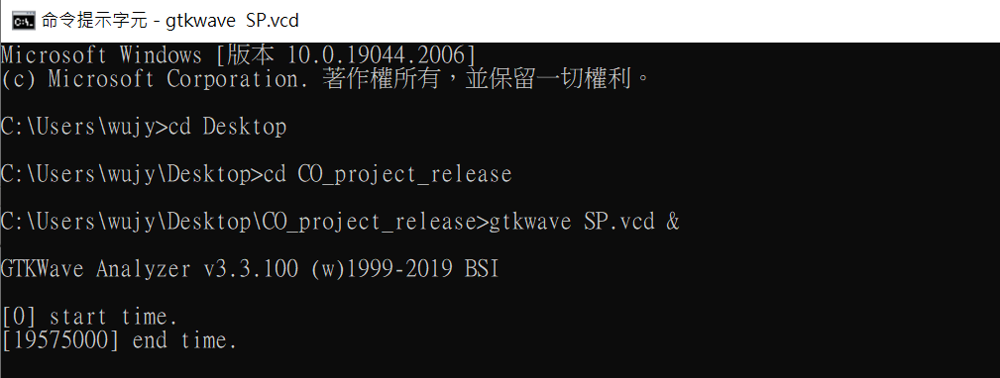 命令提示字元 - gtkwave  SP.vcd
Microsoft Windows [版本 10.0.19044.2006]
(c) Microsoft Corporation. 著作權所有，並保留一切權利。
C:\Users\wujy>cd Desktop
C:\Users\wujy\Desktop>cd CO_project_release
C:\Users\wujy\Desktop\CO_project_release>gtkwave SP.vcd &
GTKWave Analyzer v3.3.100 (w)1999-2019 BSI
[0] start time.
[19575000] end time.